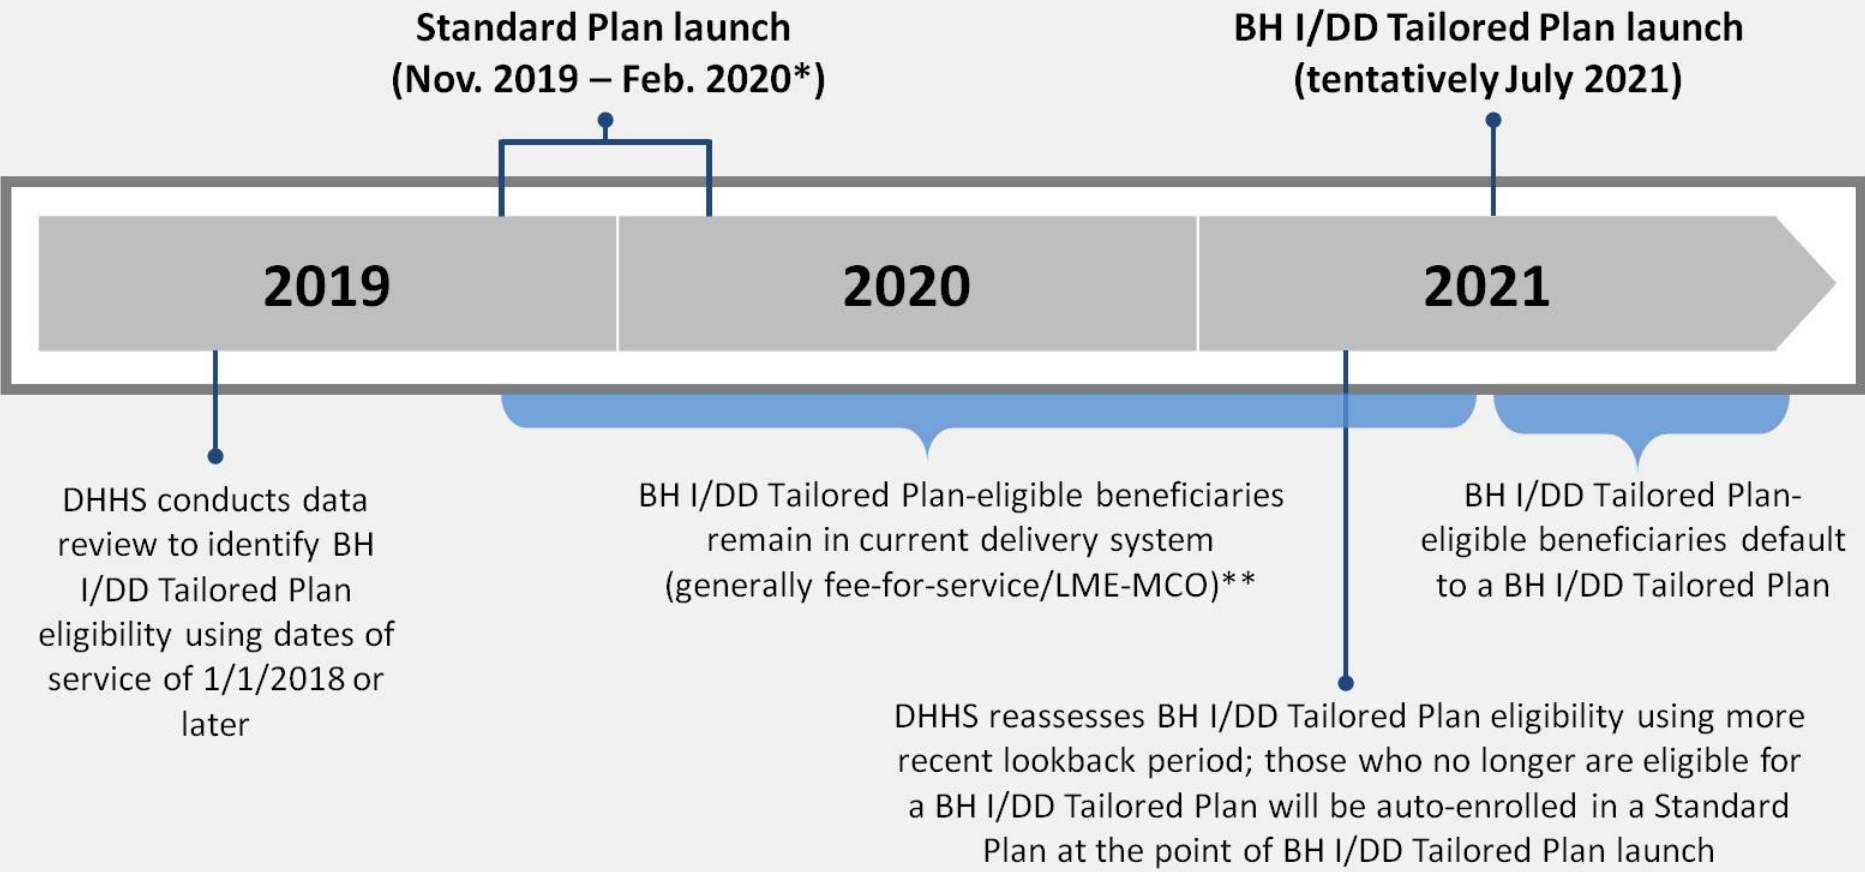 Standard Plan launch
(Nov. 2019 – Feb. 2020*)
BH I/DD Tailored Plan launch
(tentatively July 2021)
2019
2020
2021
DHHS conducts data
review to identify BH
I/DD Tailored Plan
eligibility using dates of
service of 1/1/2018 or
later
BH I/DD Tailored Plan-eligible beneficiaries
remain in current delivery system
(generally fee-for-service/LME-MCO)**
BH I/DD Tailored Plan-
eligible beneficiaries default
to a BH I/DD Tailored Plan
DHHS reassesses BH I/DD Tailored Plan eligibility using more
recent lookback period; those who no longer are eligible for
a BH I/DD Tailored Plan will be auto-enrolled in a Standard
Plan at the point of BH I/DD Tailored Plan launch